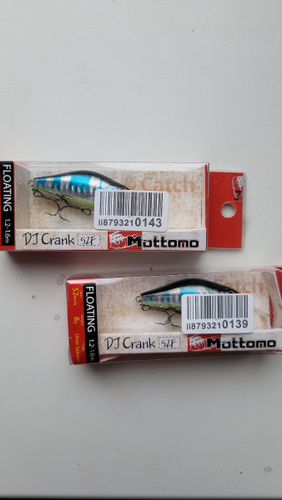 FLOATING
1.2-1.6m
Catch
ii8793210143
DJ Crank 52F Mottomo
FLOATING
1.2-1.6m
52mm 8g
ii8793210139
DJ Crank 52F Mottomo